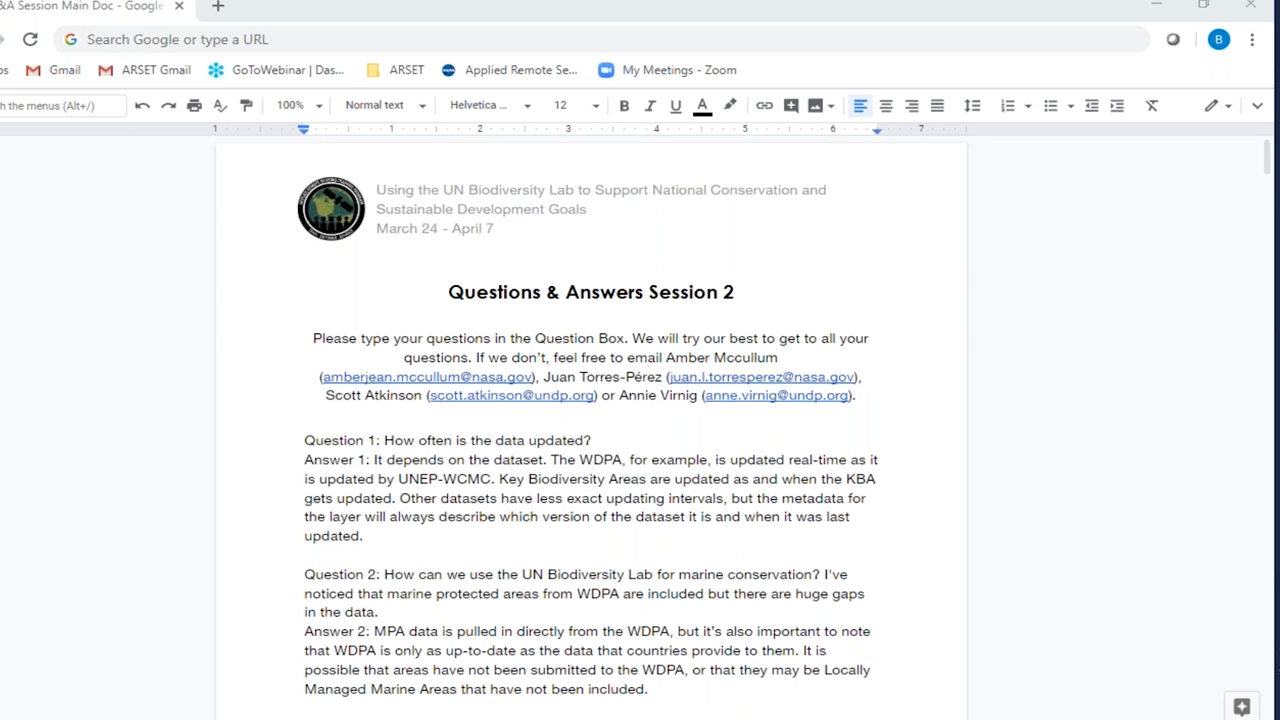 &A Session Main Doc - Google
Search Google or type a URL
B
ps Gmail ARSET Gmail GoToWebinar | Das... ARSET Applied Remote Se... My Meetings - Zoom
h the menus (Alt+/) 100% Normal text Helvetica ... 12 B I U A
1 1 2 3 4 5 6 7
Using the UN Biodiversity Lab to Support National Conservation and
Sustainable Development Goals
March 24 - April 7
Questions & Answers Session 2
Please type your questions in the Question Box. We will try our best to get to all your
questions. If we don't, feel free to email Amber Mccullum
(amberjean.mccullum@nasa.gov), Juan Torres-Pérez (juan.l.torresperez@nasa.gov),
Scott Atkinson (scott.atkinson@undp.org) or Annie Virnig (anne.virnig@undp.org).
Question 1: How often is the data updated?
Answer 1: It depends on the dataset. The WDPA, for example, is updated real-time as it
is updated by UNEP-WCMC. Key Biodiversity Areas are updated as and when the KBA
gets updated. Other datasets have less exact updating intervals, but the metadata for
the layer will always describe which version of the dataset it is and when it was last
updated.
Question 2: How can we use the UN Biodiversity Lab for marine conservation? I've
noticed that marine protected areas from WDPA are included but there are huge gaps
in the data.
Answer 2: MPA data is pulled in directly from the WDPA, but it's also important to note
that WDPA is only as up-to-date as the data that countries provide to them. It is
possible that areas have not been submitted to the WDPA, or that they may be Locally
Managed Marine Areas that have not been included.